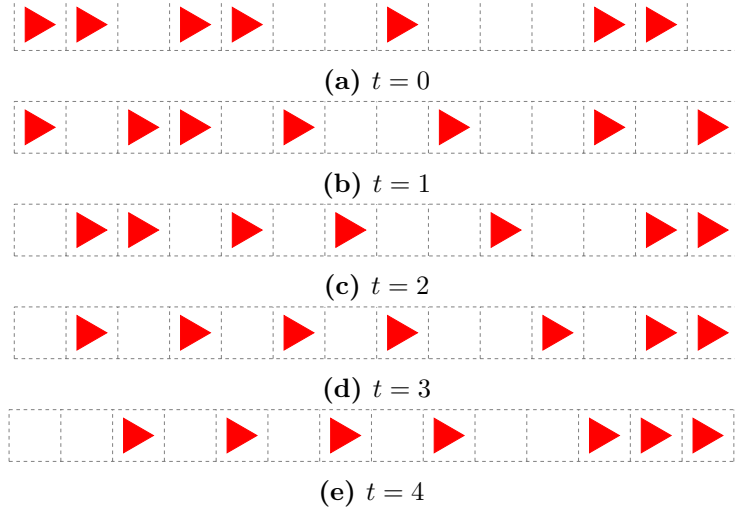 (a) t = 0
(b) t = 1
(c) t = 2
(d) t = 3
(e) t = 4